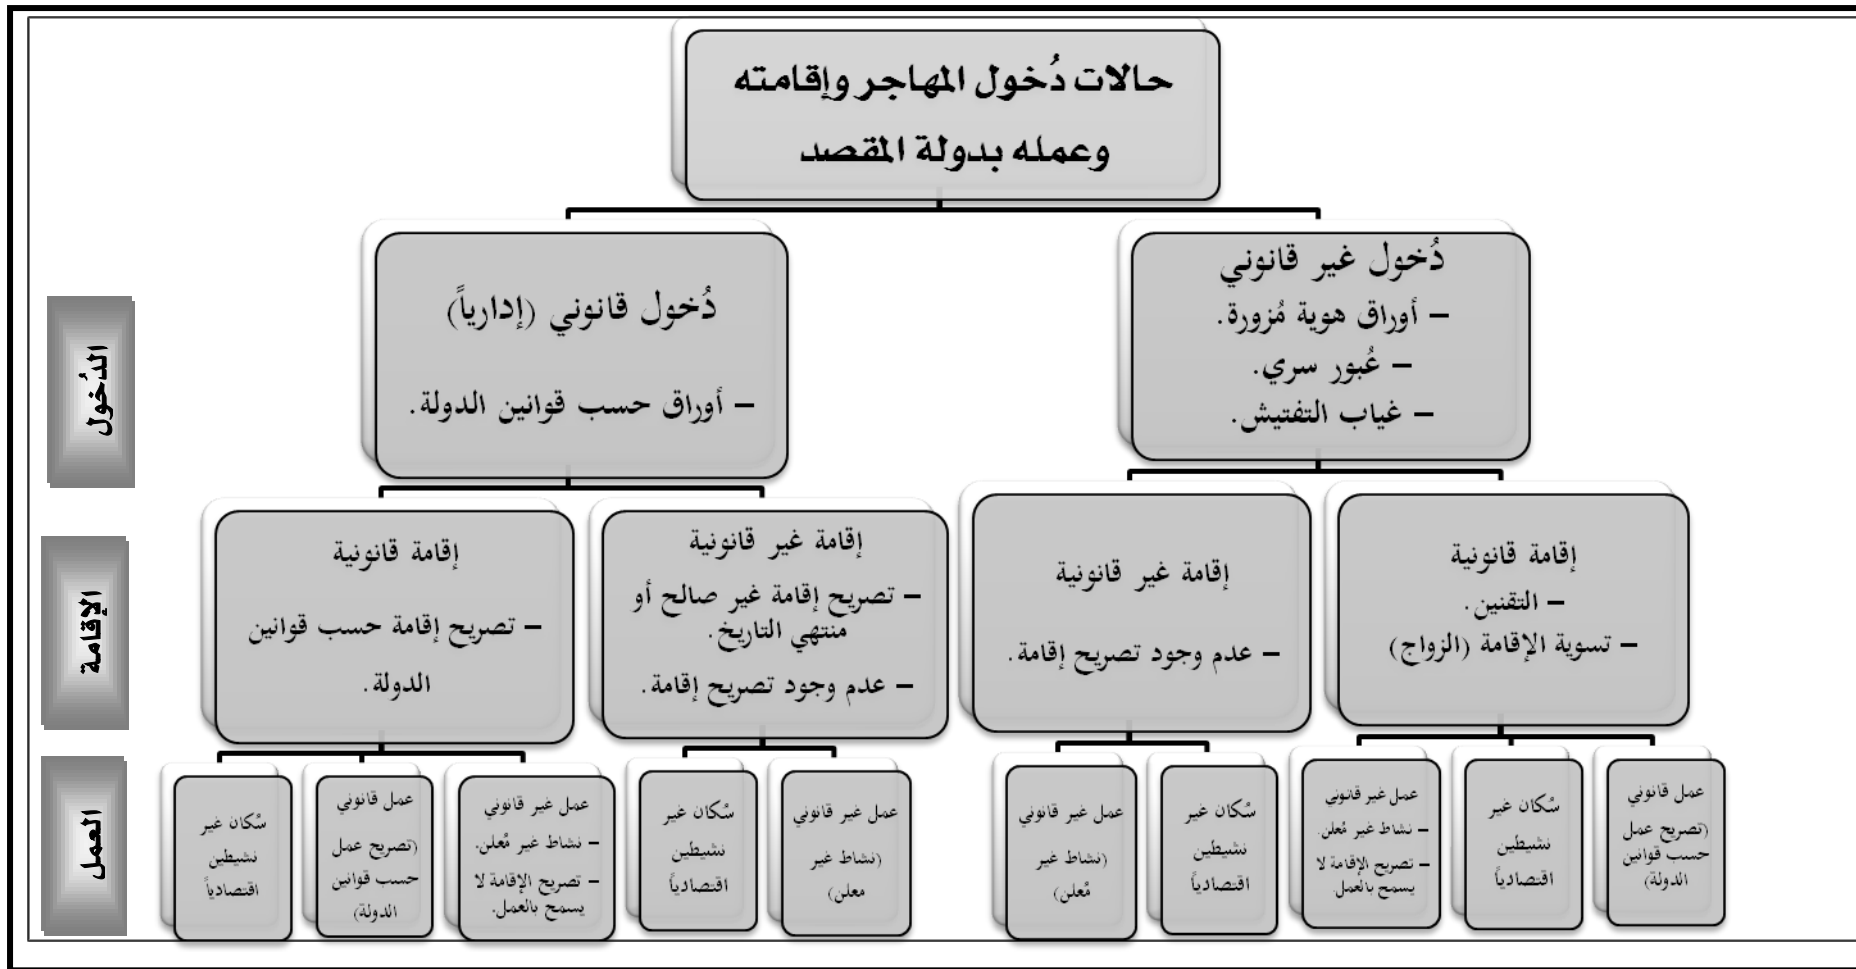 حالات دُخول المهاجر وإقامته
وعمله بدولة المقصد
الدُخول
دُخول غير قانوني
– أوراق هوية مُزورة.
– عُبور سري.
– غياب التفتيش.
دُخول قانوني (إدارياً)
– أوراق حسب قوانين الدولة.
الإقامة
إقامة قانونية
– التقنين.
– تسوية الإقامة (الزواج)
إقامة غير قانونية
– عدم وجود تصريح إقامة.
إقامة غير قانونية
– تصريح إقامة غير صالح أو
منتهي التاريخ.
– عدم وجود تصريح إقامة.
إقامة قانونية
– تصريح إقامة حسب قوانين
الدولة.
العمل
عمل قانوني
(تصريح عمل
حسب قوانين
الدولة)
سُكان غير
نشيطين
اقتصادياً
عمل غير قانوني
– نشاط غير مُعلن.
– تصريح الإقامة لا
يسمح بالعمل.
سُكان غير
نشيطين
اقتصادياً
عمل غير قانوني
(نشاط غير
مُعلن)
عمل غير قانوني
(نشاط غير
معلن)
سُكان غير
نشيطين
اقتصادياً
عمل غير قانوني
– نشاط غير مُعلن.
– تصريح الإقامة لا
يسمح بالعمل.
عمل قانوني
(تصريح عمل
حسب قوانين
الدولة)
سُكان غير
نشيطين
اقتصادياً